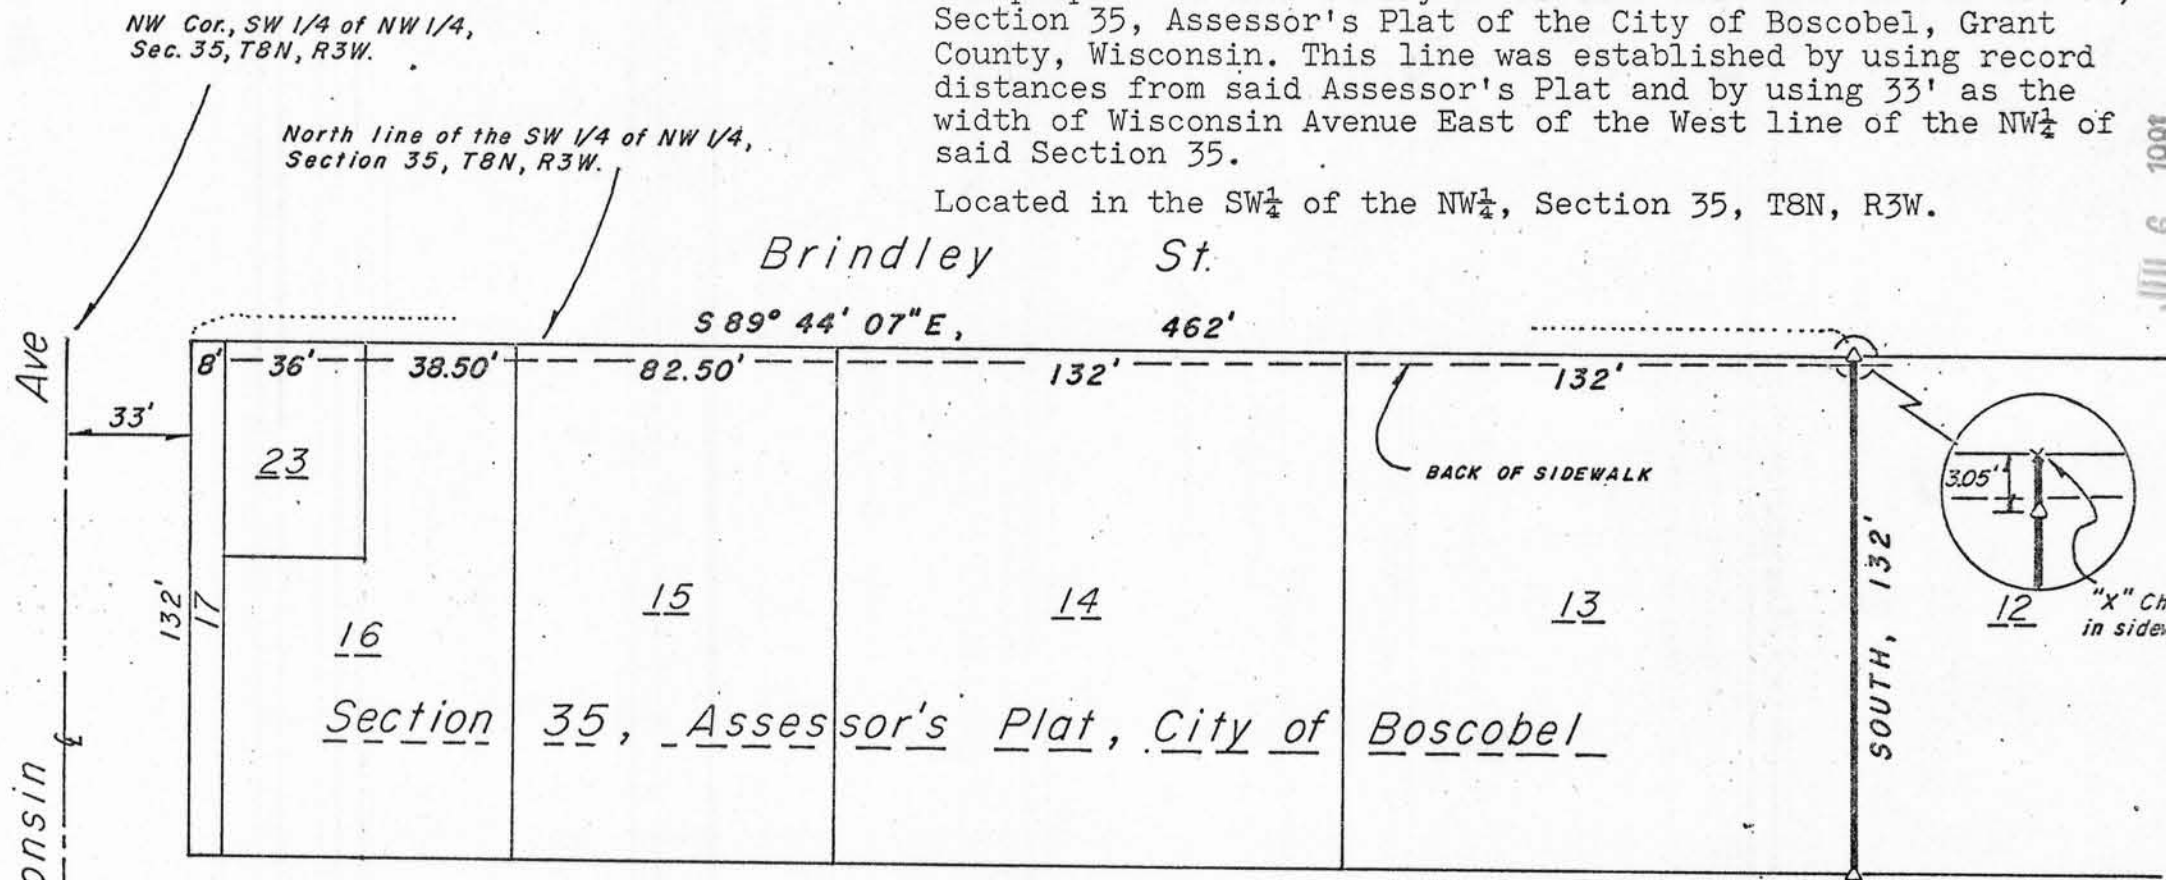 NW Cor., SW 1/4 of NW 1/4,
Sec. 35, T8N, R3W.
North line of the SW 1/4 of NW 1/4,
Section 35, T8N, R3W.
Section 35, Assessor's Plat of the City of Boscobel, Grant
County, Wisconsin. This line was established by using record
distances from said Assessor's Plat and by using 33' as the
width of Wisconsin Avenue East of the West line of the NW¼ of
said Section 35.
Located in the SW¼ of the NW¼, Section 35, T8N, R3W.
Brindley St.
S 89° 44' 07" E, 462'
8' 36' 38.50' 82.50' 132' 132'
Ave
33'
23
BACK OF SIDEWALK
3.05'
"X"
in
12
132'
17
16
15
14
13
SOUTH, 132'
Section 35, Assessor's Plat, City of Boscobel
onsin
℄